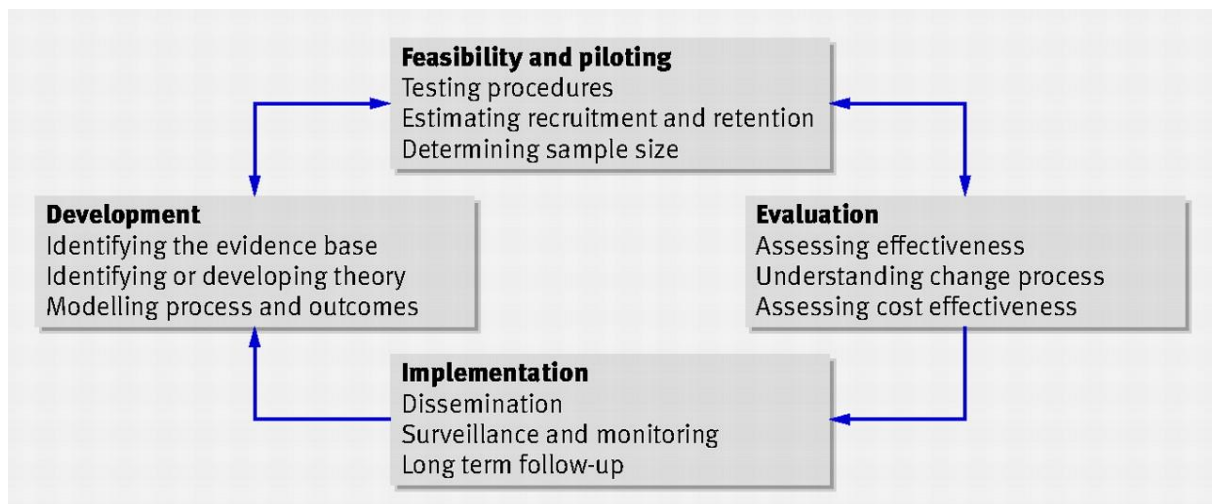 Feasibility and piloting
Testing procedures
Estimating recruitment and retention
Determining sample size
Development
Identifying the evidence base
Identifying or developing theory
Modelling process and outcomes
Evaluation
Assessing effectiveness
Understanding change process
Assessing cost effectiveness
Implementation
Dissemination
Surveillance and monitoring
Long term follow-up